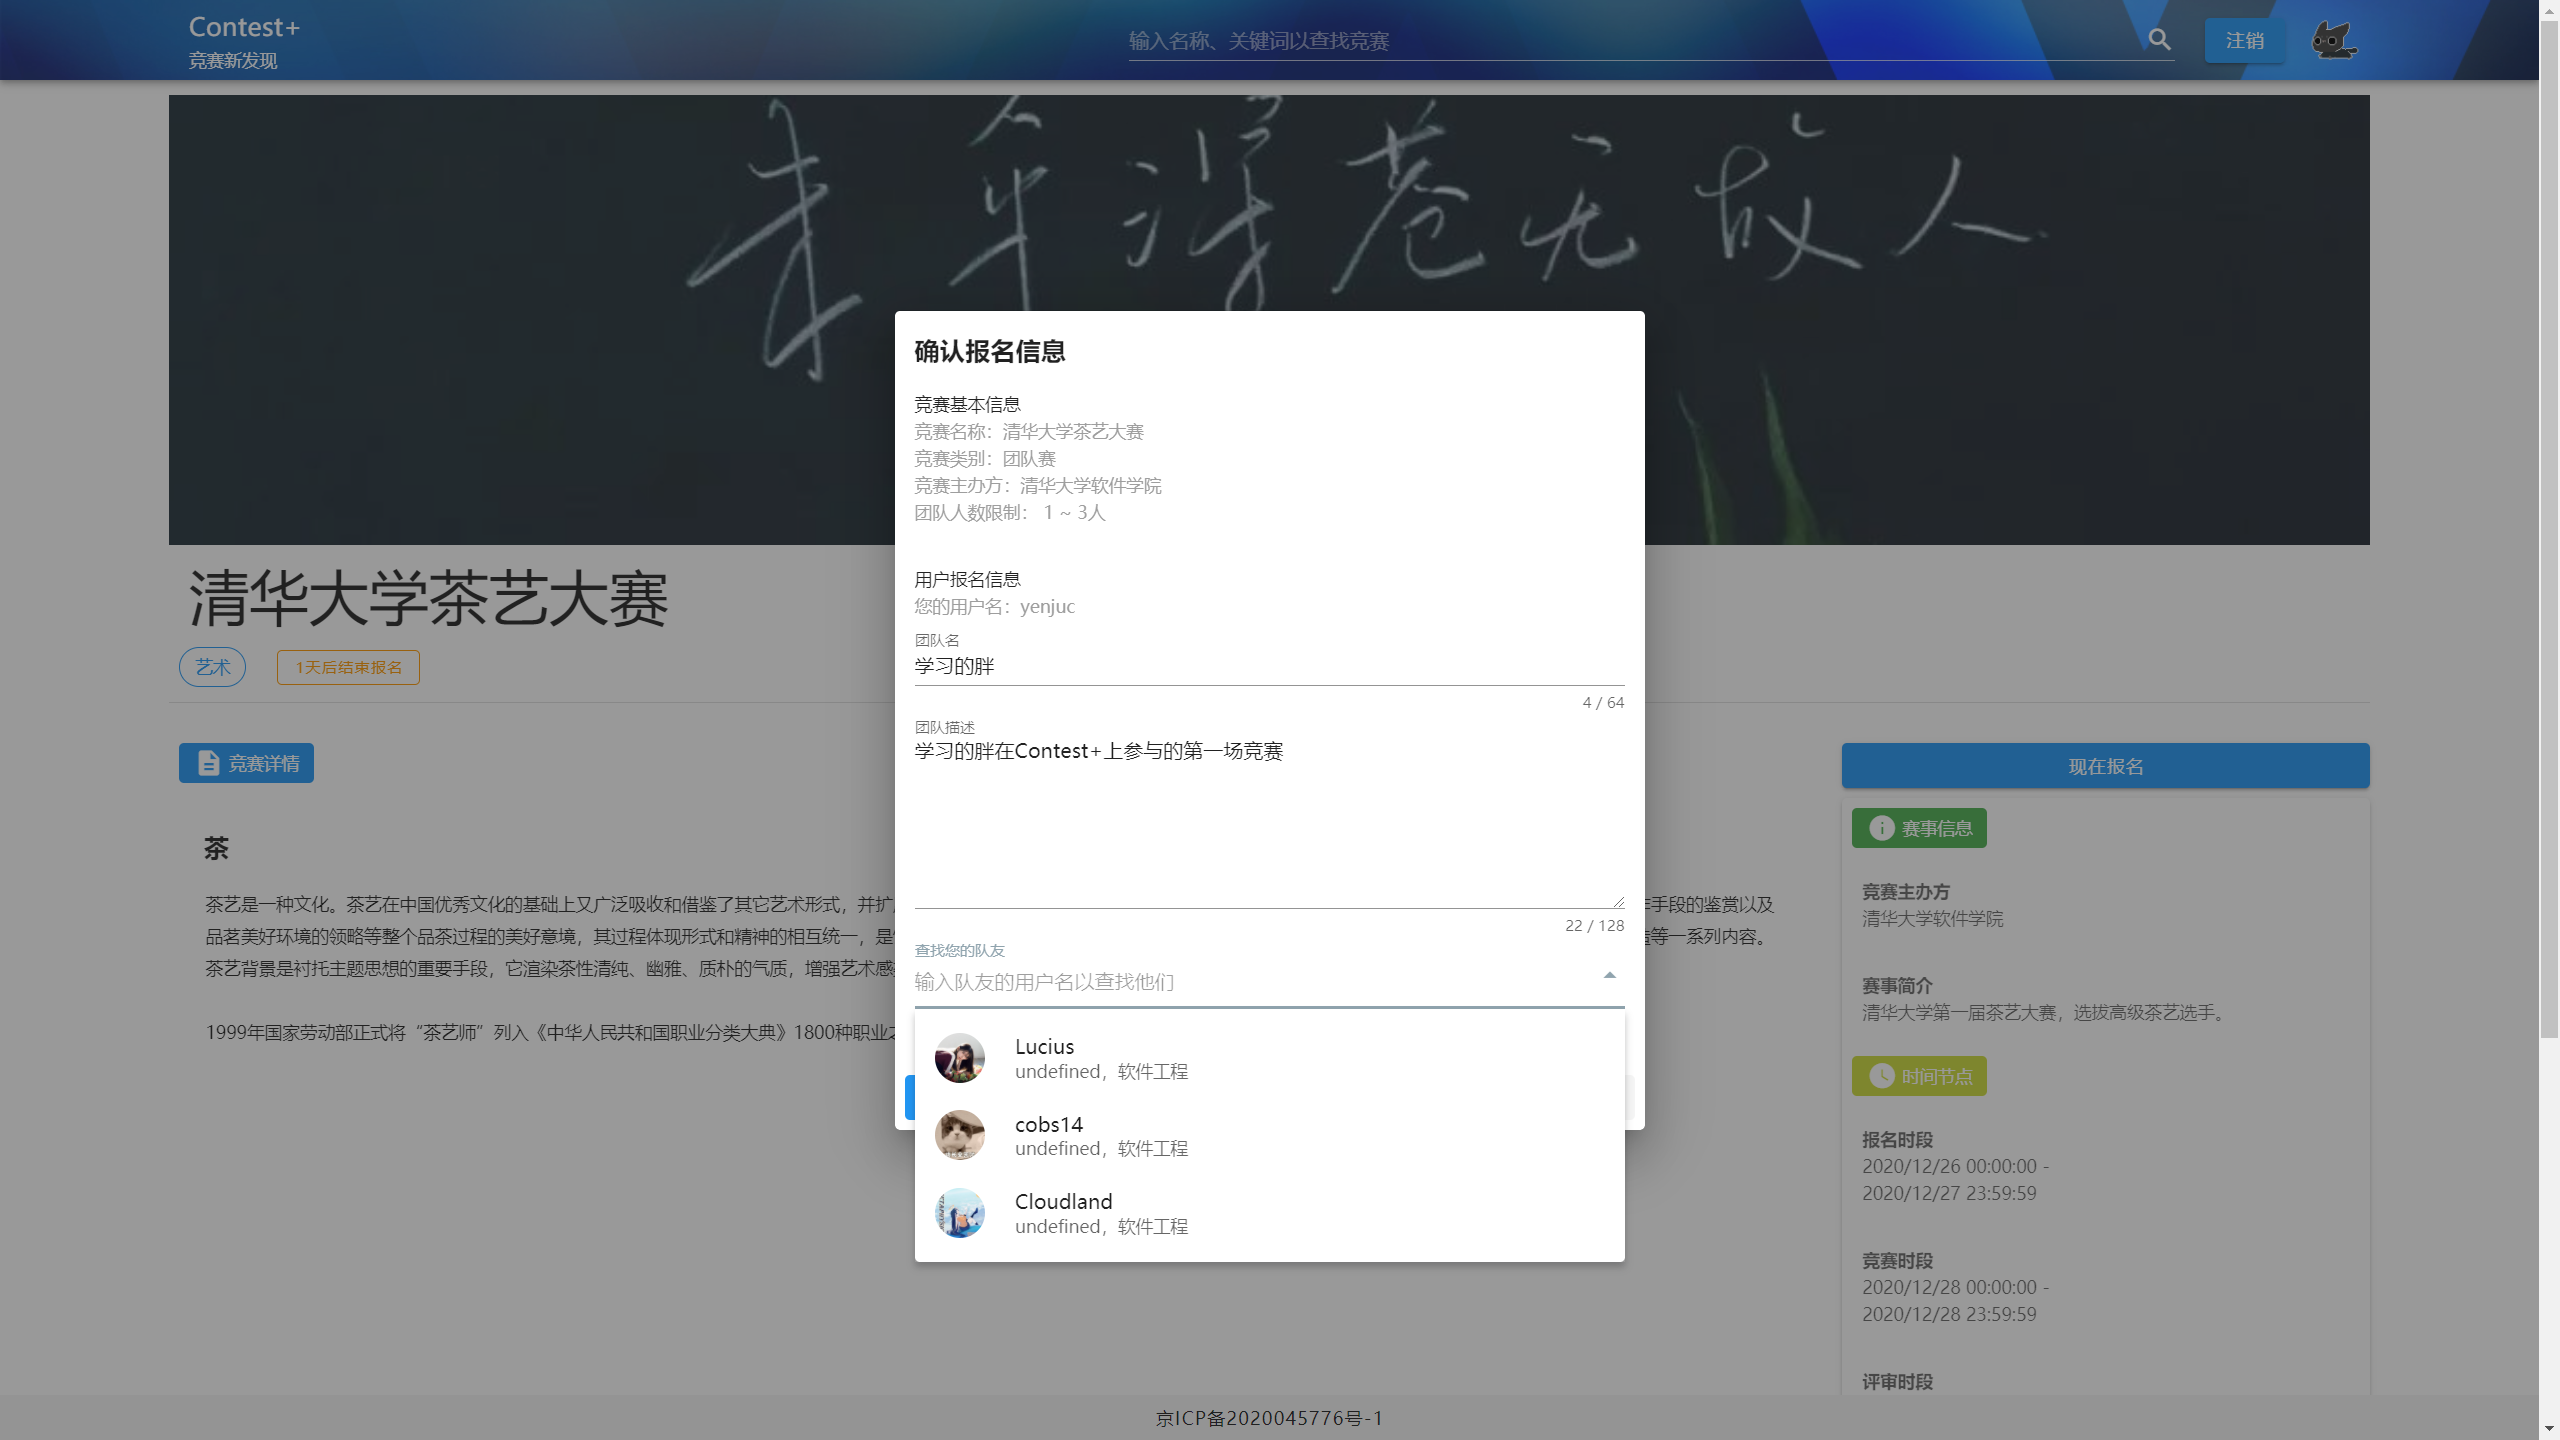 Contest+
竞赛新发现
输入名称、关键词以查找竞赛
注销
来年深巷无故人
清华大学茶艺大赛
艺术
1天后结束报名
竞赛详情
茶
茶艺是一种文化。茶艺在中国优秀文化的基础上又广泛吸收和借鉴了其它艺术形式，并扩
手段的鉴赏以及
品茗美好环境的领略等整个品茶过程的美好意境，其过程体现形式和精神的相互统一，是
等一系列内容。
茶艺背景是衬托主题思想的重要手段，它渲染茶性清纯、幽雅、质朴的气质，增强艺术感
1999年国家劳动部正式将“茶艺师”列入《中华人民共和国职业分类大典》1800种职业之
确认报名信息
竞赛基本信息
竞赛名称：清华大学茶艺大赛
竞赛类别：团队赛
竞赛主办方：清华大学软件学院
团队人数限制： 1 ~ 3人
用户报名信息
您的用户名：yenjuc
团队名
学习的胖
4 / 64
团队描述
学习的胖在Contest+上参与的第一场竞赛
22 / 128
查找您的队友
输入队友的用户名以查找他们
Lucius
undefined，软件工程
cobs14
undefined，软件工程
Cloudland
undefined，软件工程
现在报名
赛事信息
竞赛主办方
清华大学软件学院
赛事简介
清华大学第一届茶艺大赛，选拔高级茶艺选手。
时间节点
报名时段
2020/12/26 00:00:00 -
2020/12/27 23:59:59
竞赛时段
2020/12/28 00:00:00 -
2020/12/28 23:59:59
评审时段
京ICP备2020045776号-1